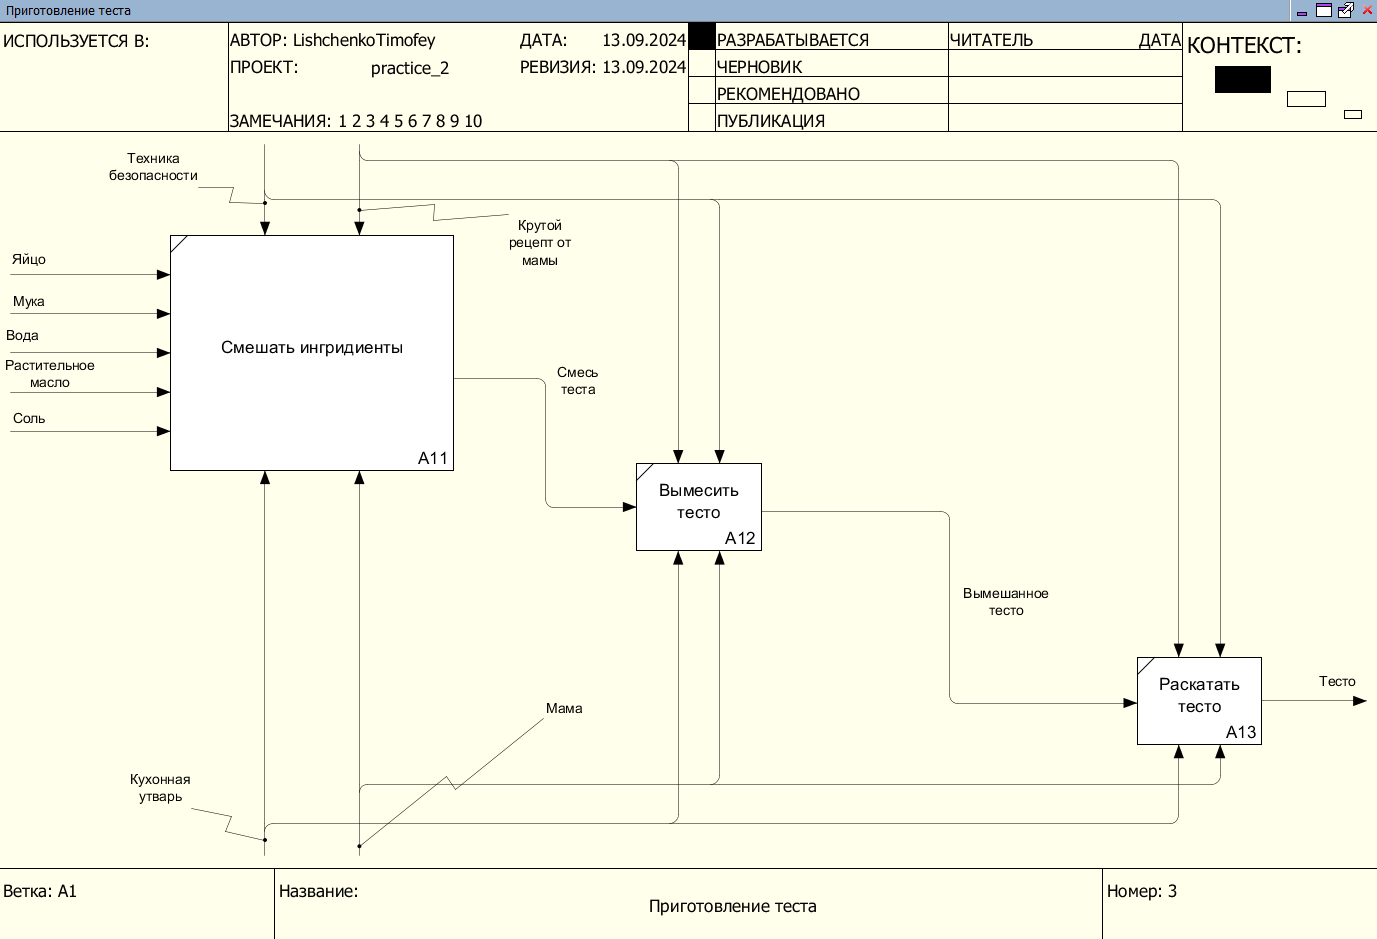 Приготовление теста
ИСПОЛЬЗУЕТСЯ В:
АВТОР: LishchenkoTimofey
ДАТА: 13.09.2024
ПРОЕКТ: practice_2
РЕВИЗИЯ: 13.09.2024
ЗАМЕЧАНИЯ: 1 2 3 4 5 6 7 8 9 10
РАЗРАБАТЫВАЕТСЯ
ЧЕРНОВИК
РЕКОМЕНДОВАНО
ПУБЛИКАЦИЯ
ЧИТАТЕЛЬ ДАТА
КОНТЕКСТ:
Техника
безопасности
Крутой
рецепт от
мамы
Яйцо
Мука
Вода
Растительное
масло
Соль
Смешать ингридиенты
A11
Смесь
теста
Вымесить
тесто
A12
Вымешанное
тесто
Раскатать
тесто
A13
Тесто
Мама
Кухонная
утварь
Ветка: A1
Название:
Приготовление теста
Номер: 3